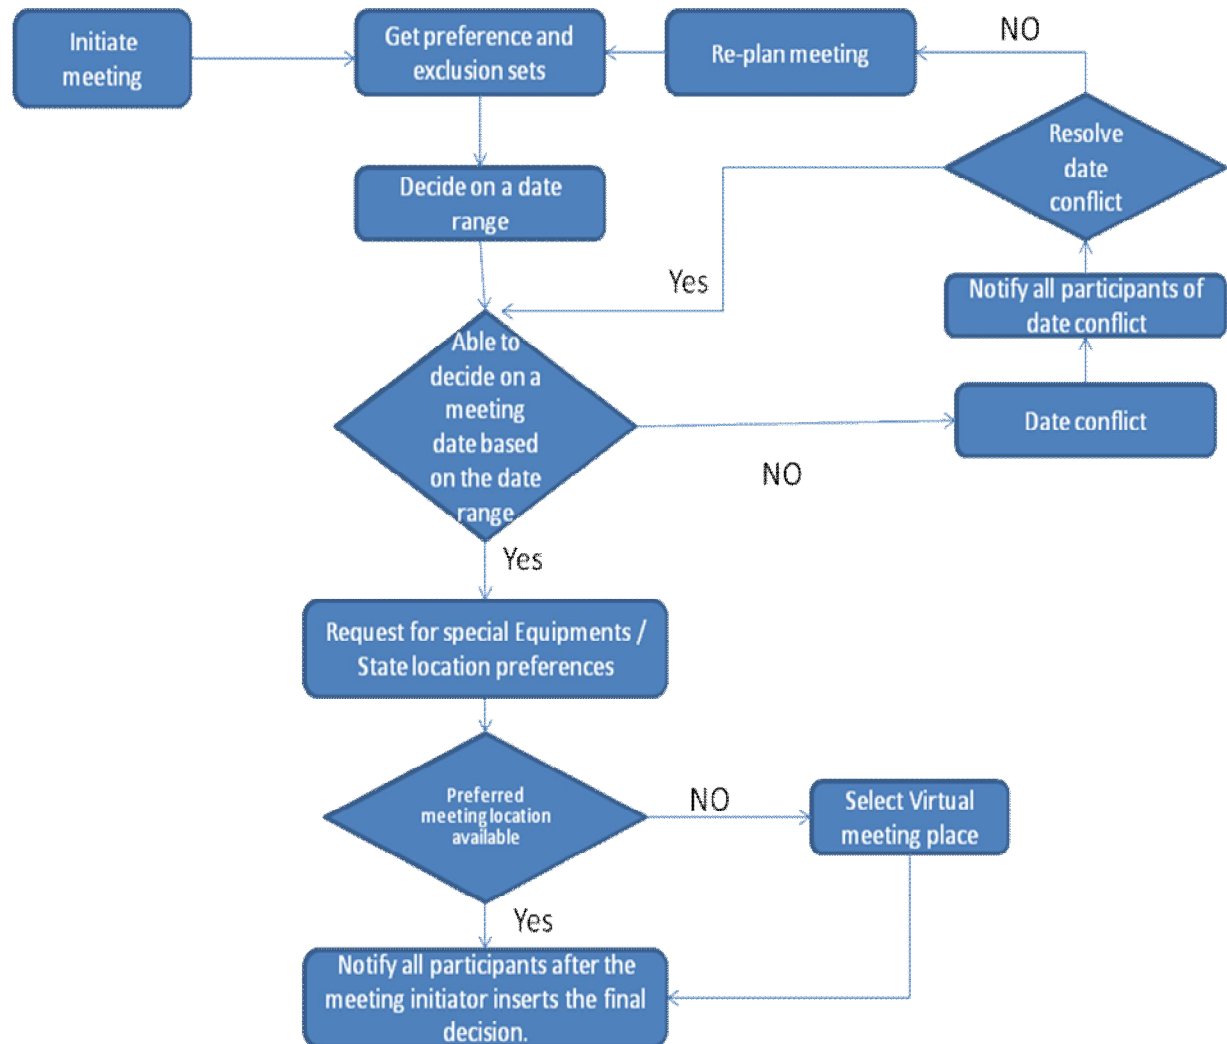 Initiate
meeting
Get preference and
exclusion sets
Re-plan meeting
NO
Resolve
date
conflict
Decide on a date
range
Yes
Notify all participants of
date conflict
Able to
decide on a
meeting
date based
on the date
range
Date conflict
NO
Yes
Request for special Equipments /
State location preferences
Preferred
meeting location
available
NO
Select Virtual
meeting place
Yes
Notify all participants after the
meeting initiator inserts the final
decision.